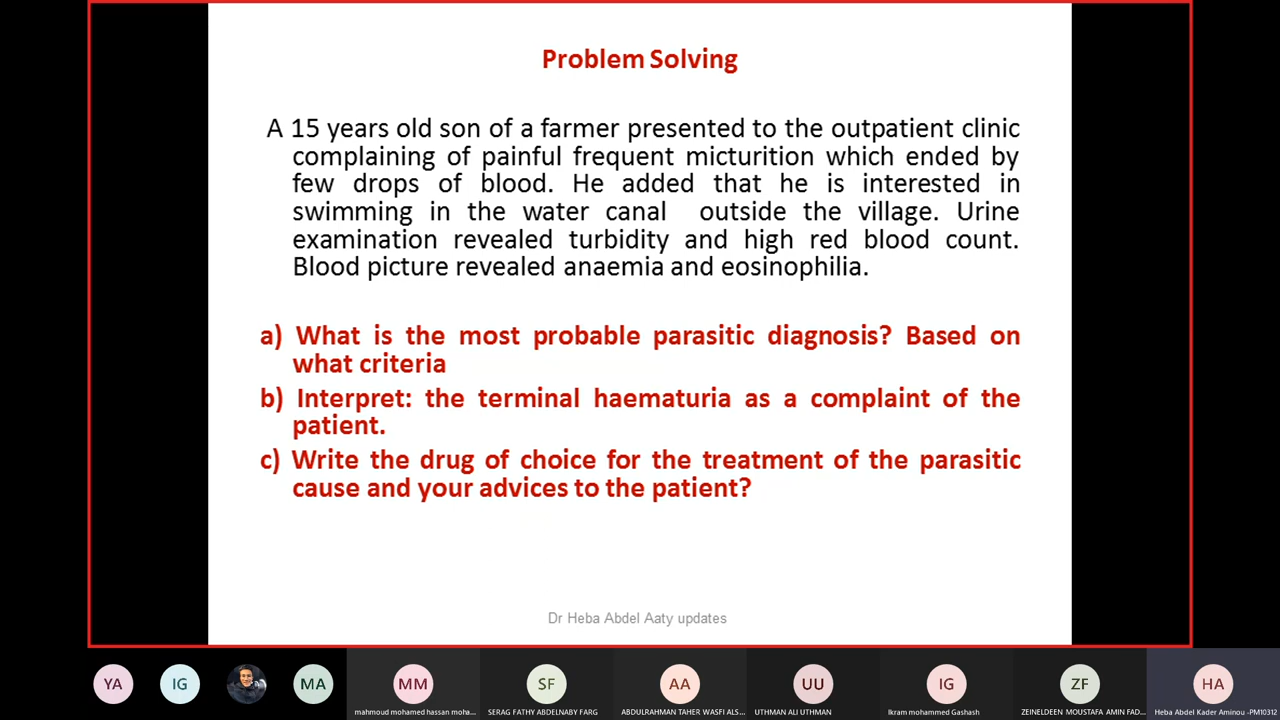 Problem Solving
A 15 years old son of a farmer presented to the outpatient clinic
complaining of painful frequent micturition which ended by
few drops of blood. He added that he is interested in
swimming in the water canal outside the village. Urine
examination revealed turbidity and high red blood count.
Blood picture revealed anaemia and eosinophilia.
a) What is the most probable parasitic diagnosis? Based on
what criteria
b) Interpret: the terminal haematuria as a complaint of the
patient.
c) Write the drug of choice for the treatment of the parasitic
cause and your advices to the patient?
Dr Heba Abdel Aaty updates
YA IG MA MM SF AA UU IG ZF HA
mahmoud mohamed hassan moha... SERAG FATHY ABDELNABY FARG ABDULRAHMAN TAHER WASFI ALS... UTHMAN ALI UTHMAN Ikram mohammed Gashash ZEINELDEEN MOUSTAFA AMIN FAD... Heba Abdel Kader Aminou -PM10312